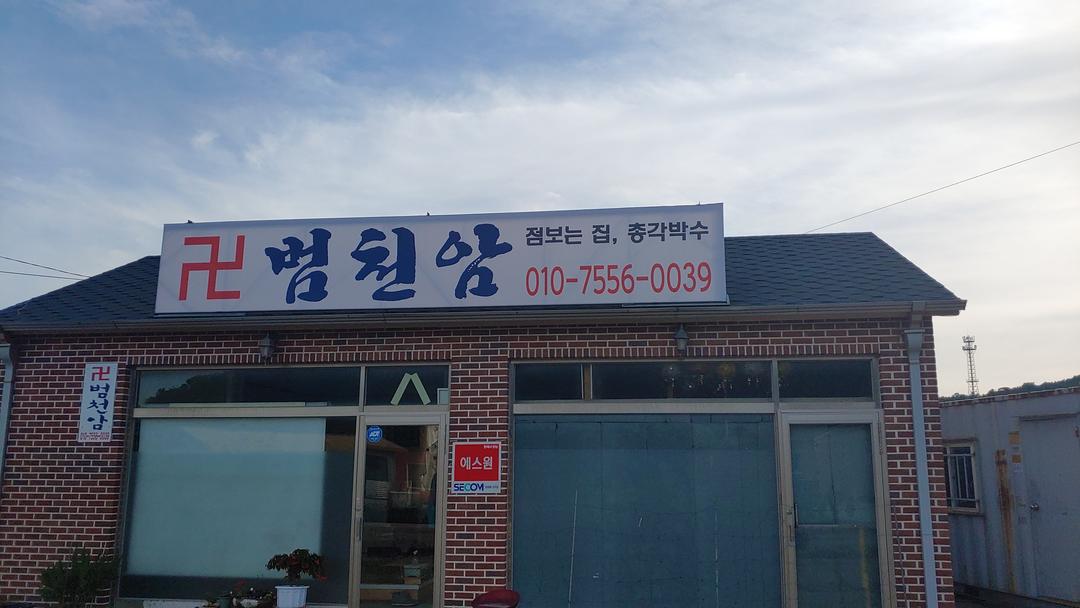 卍 범천암
점보는 집, 총각박수
010-7556-0039
卍
범천암
ADT
에스원
SECOM